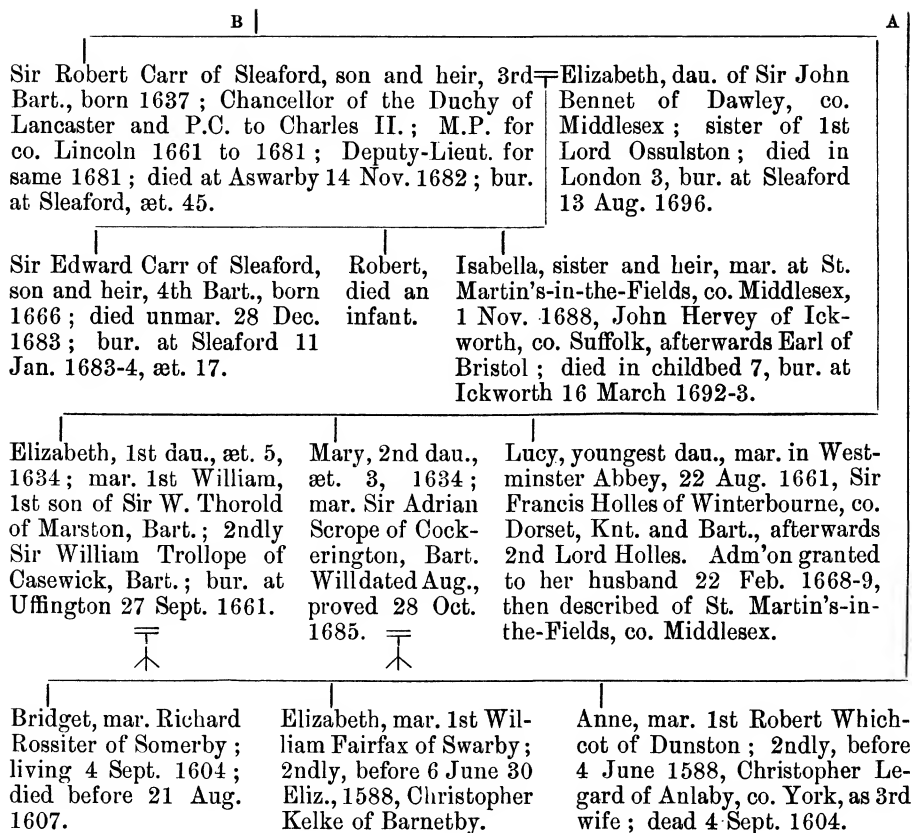 B A
Sir Robert Carr of Sleaford, son and heir, 3rd
Bart., born 1637 ; Chancellor of the Duchy of
Lancaster and P.C. to Charles II. ; M.P. for
co. Lincoln 1661 to 1681 ; Deputy-Lieut. for
same 1681 ; died at Aswarby 14 Nov. 1682 ; bur.
at Sleaford, æt. 45.
Elizabeth, dau. of Sir John
Bennet of Dawley, co.
Middlesex ; sister of 1st
Lord Ossulston ; died in
London 3, bur. at Sleaford
13 Aug. 1696.
Sir Edward Carr of Sleaford,
son and heir, 4th Bart., born
1666 ; died unmar. 28 Dec.
1683 ; bur. at Sleaford 11
Jan. 1683-4, æt. 17.
Robert,
died an
infant.
Isabella, sister and heir, mar. at St.
Martin's-in-the-Fields, co. Middlesex,
1 Nov. 1688, John Hervey of Ick-
worth, co. Suffolk, afterwards Earl of
Bristol ; died in childbed 7, bur. at
Ickworth 16 March 1692-3.
Elizabeth, 1st dau., æt. 5,
1634 ; mar. 1st William,
1st son of Sir W. Thorold
of Marston, Bart. ; 2ndly
Sir William Trollope of
Casewick, Bart. ; bur. at
Uffington 27 Sept. 1661.
Mary, 2nd dau.,
æt. 3, 1634 ;
mar. Sir Adrian
Scrope of Cock-
erington, Bart.
Will dated Aug.,
proved 28 Oct.
1685.
Lucy, youngest dau., mar. in West-
minster Abbey, 22 Aug. 1661, Sir
Francis Holles of Winterbourne, co.
Dorset, Knt. and Bart., afterwards
2nd Lord Holles. Adm'on granted
to her husband 22 Feb. 1668-9,
then described of St. Martin's-in-
the-Fields, co. Middlesex.
Bridget, mar. Richard
Rossiter of Somerby ;
living 4 Sept. 1604 ;
died before 21 Aug.
1607.
Elizabeth, mar. 1st Wil-
liam Fairfax of Swarby ;
2ndly, before 6 June 30
Eliz., 1588, Christopher
Kelke of Barnetby.
Anne, mar. 1st Robert Which-
cot of Dunston ; 2ndly, before
4 June 1588, Christopher Le-
gard of Anlaby, co. York, as 3rd
wife ; dead 4 Sept. 1604.